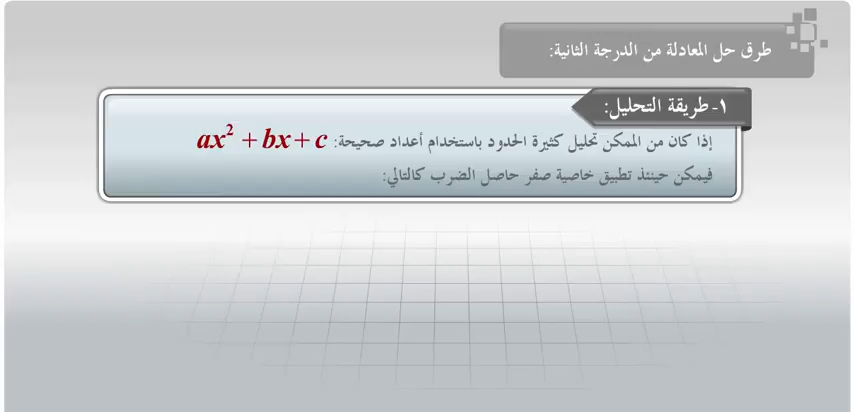 طرق حل المعادلة من الدرجة الثانية:
١- طريقة التحليل:
إذا كان من الممكن تحليل كثيرة الحدود باستخدام أعداد صحيحة: ax² + bx + c
فيمكن حينئذ تطبيق خاصية صفر حاصل الضرب كالتالي: